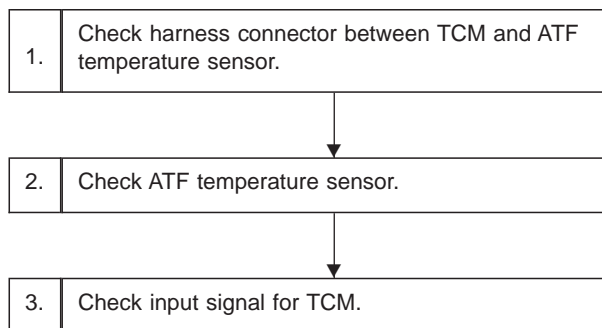 1.
Check harness connector between TCM and ATF
temperature sensor.
2.
Check ATF temperature sensor.
3.
Check input signal for TCM.